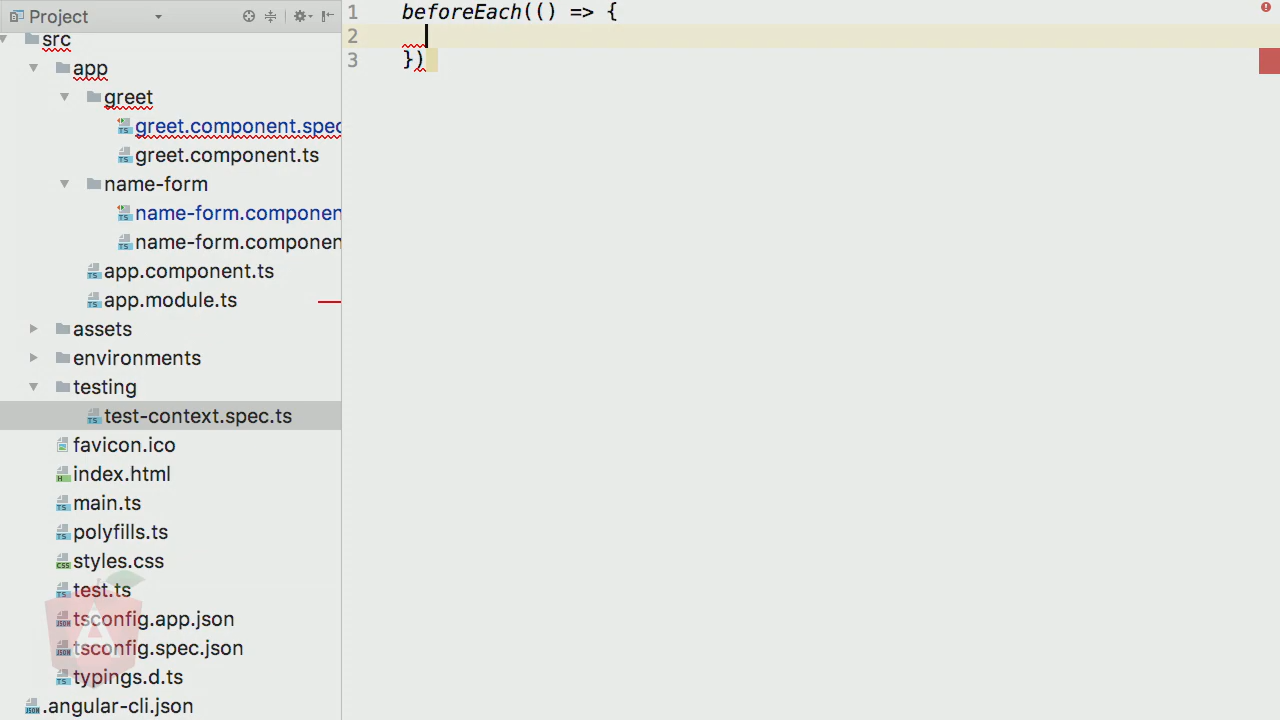 Project
src
app
greet
greet.component.spec
greet.component.ts
name-form
name-form.componen
name-form.componen
app.component.ts
app.module.ts
assets
environments
testing
test-context.spec.ts
favicon.ico
index.html
main.ts
polyfills.ts
styles.css
test.ts
tsconfig.app.json
tsconfig.spec.json
typings.d.ts
.angular-cli.json
1 beforeEach(() => {
2
3 })